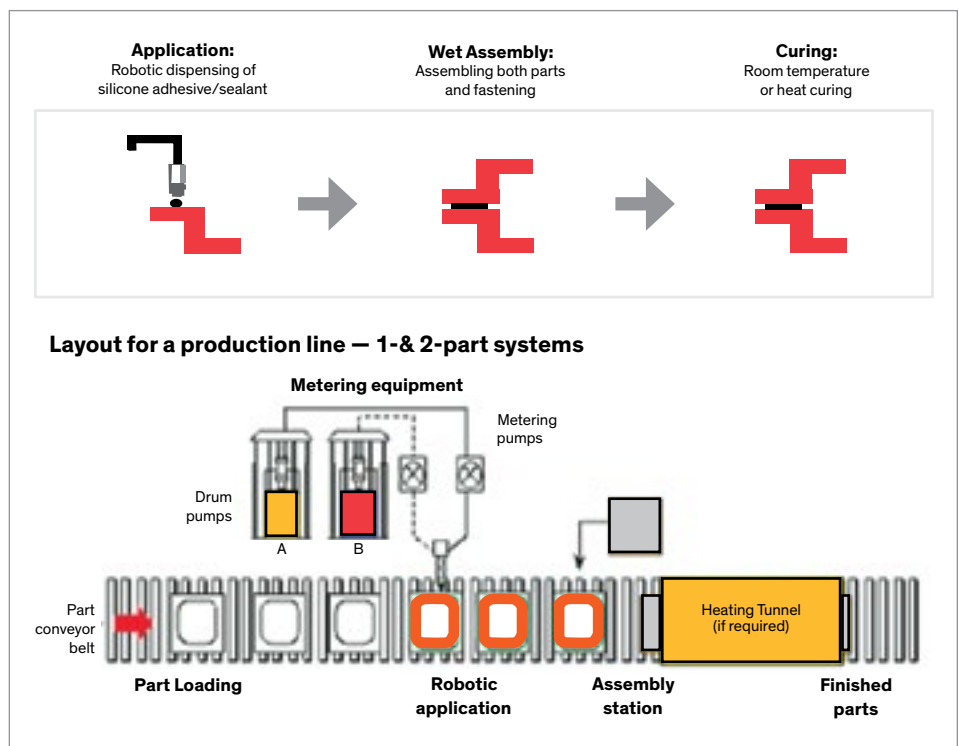 Application:
Robotic dispensing of
silicone adhesive/sealant
Wet Assembly:
Assembling both parts
and fastening
Curing:
Room temperature
or heat curing
Layout for a production line — 1-& 2-part systems
Metering equipment
Metering
pumps
Drum
pumps
A
B
Part
conveyor
belt
Heating Tunnel
(if required)
Part Loading
Robotic
application
Assembly
station
Finished
parts